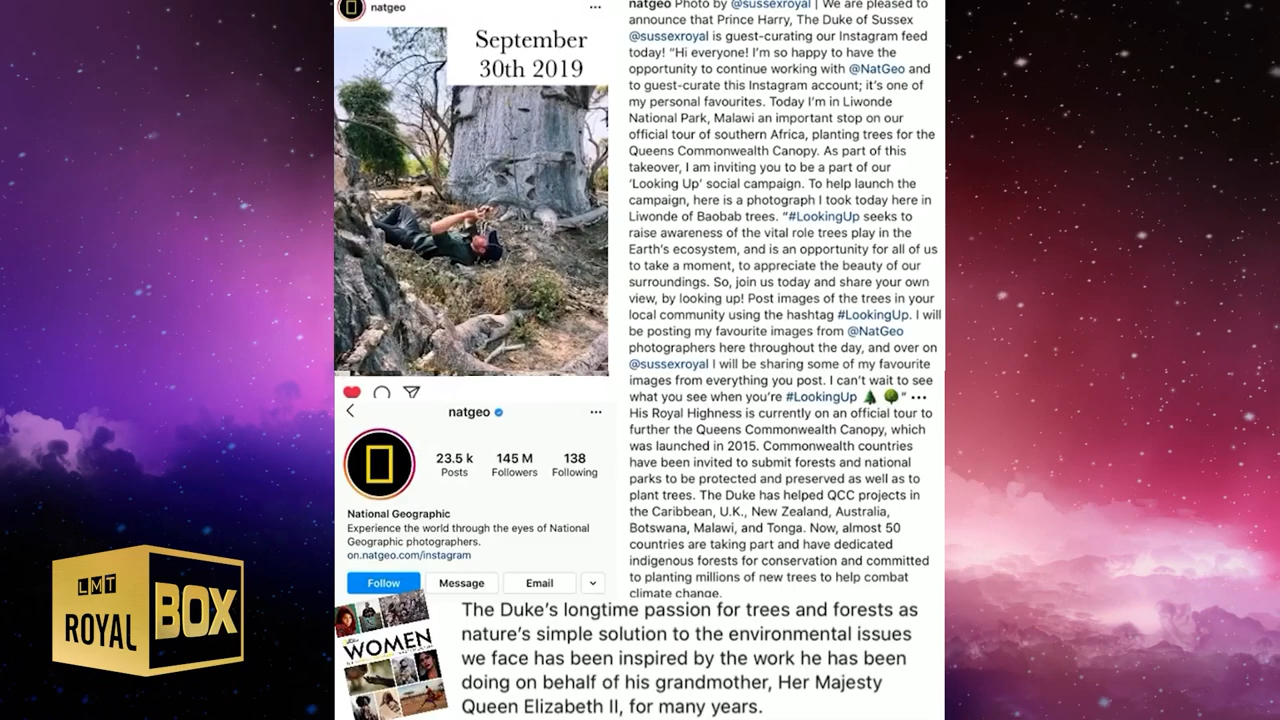 natgeo
...
September
30th 2019
natgeo Photo by @sussexroyal | We are pleased to
announce that Prince Harry, The Duke of Sussex
@sussexroyal is guest-curating our Instagram feed
today! “Hi everyone! I’m so happy to have the
opportunity to continue working with @NatGeo and
to guest-curate this Instagram account; it’s one of
my personal favourites. Today I’m in Liwonde
National Park, Malawi an important stop on our
official tour of southern Africa, planting trees for the
Queens Commonwealth Canopy. As part of this
takeover, I am inviting you to be a part of our
‘Looking Up’ social campaign. To help launch the
campaign, here is a photograph I took today here in
Liwonde of Baobab trees. “#LookingUp seeks to
raise awareness of the vital role trees play in the
Earth’s ecosystem, and is an opportunity for all of us
to take a moment, to appreciate the beauty of our
surroundings. So, join us today and share your own
view, by looking up! Post images of the trees in your
local community using the hashtag #LookingUp. I will
be posting my favourite images from @NatGeo
photographers here throughout the day, and over on
@sussexroyal I will be sharing some of my favourite
images from everything you post. I can’t wait to see
what you see when you’re #LookingUp 🌲 🌳” •••
His Royal Highness is currently on an official tour to
further the Queens Commonwealth Canopy, which
was launched in 2015. Commonwealth countries
have been invited to submit forests and national
parks to be protected and preserved as well as to
plant trees. The Duke has helped QCC projects in
the Caribbean, U.K., New Zealand, Australia,
Botswana, Malawi, and Tonga. Now, almost 50
countries are taking part and have dedicated
indigenous forests for conservation and committed
to planting millions of new trees to help combat
climate change.
natgeo
...
23.5 k 145 M 138
Posts Followers Following
National Geographic
Experience the world through the eyes of National
Geographic photographers.
on.natgeo.com/instagram
Follow Message Email
WOMEN
The Duke’s longtime passion for trees and forests as
nature’s simple solution to the environmental issues
we face has been inspired by the work he has been
doing on behalf of his grandmother, Her Majesty
Queen Elizabeth II, for many years.
LMT
ROYAL
BOX